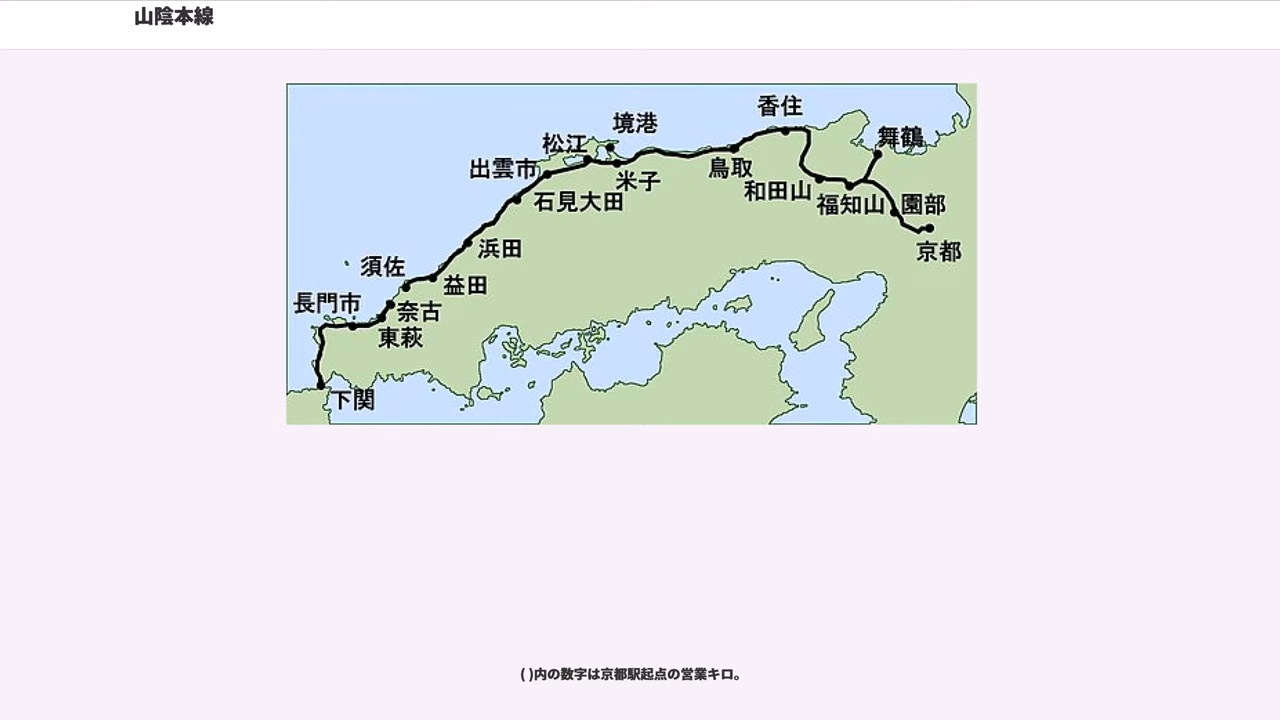 山陰本線
香住
境港
舞鶴
松江
出雲市
鳥取
米子
和田山
石見大田
福知山
園部
浜田
京都
須佐
益田
長門市
奈古
東萩
下関
( )内の数字は京都駅起点の営業キロ。